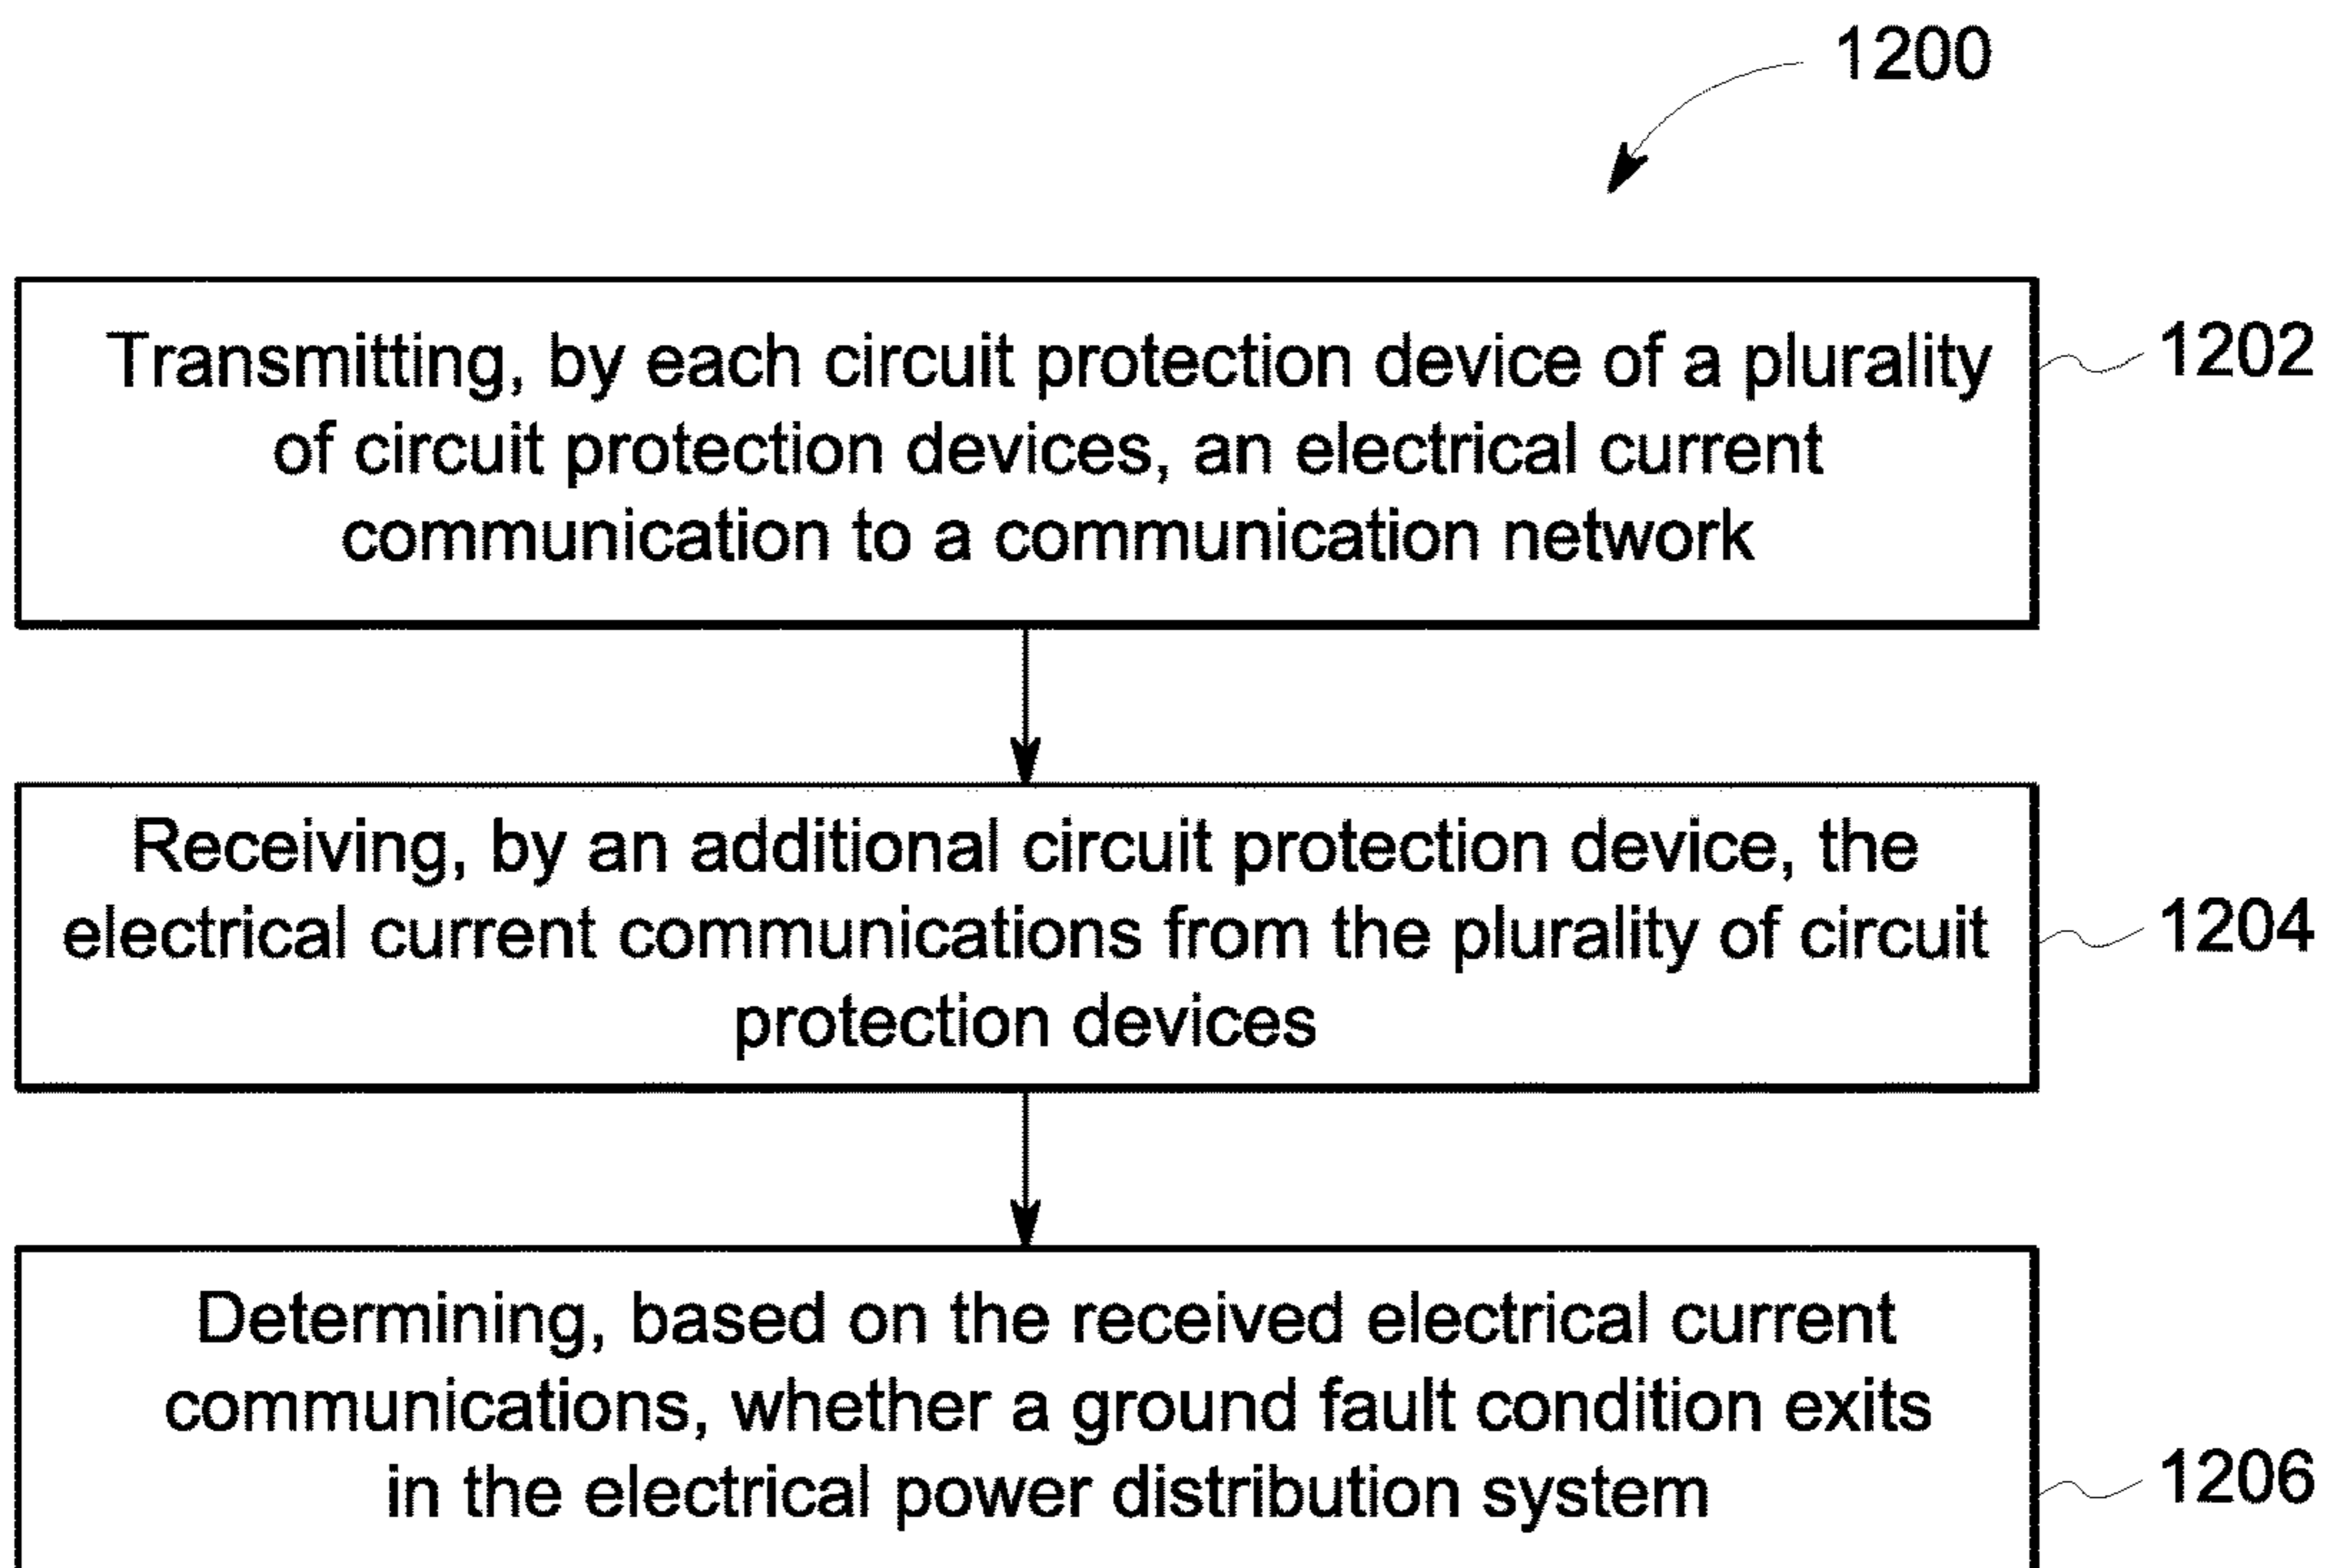 1200
Transmitting, by each circuit protection device of a plurality
of circuit protection devices, an electrical current
communication to a communication network
1202
Receiving, by an additional circuit protection device, the
electrical current communications from the plurality of circuit
protection devices
1204
Determining, based on the received electrical current
communications, whether a ground fault condition exits
in the electrical power distribution system
1206